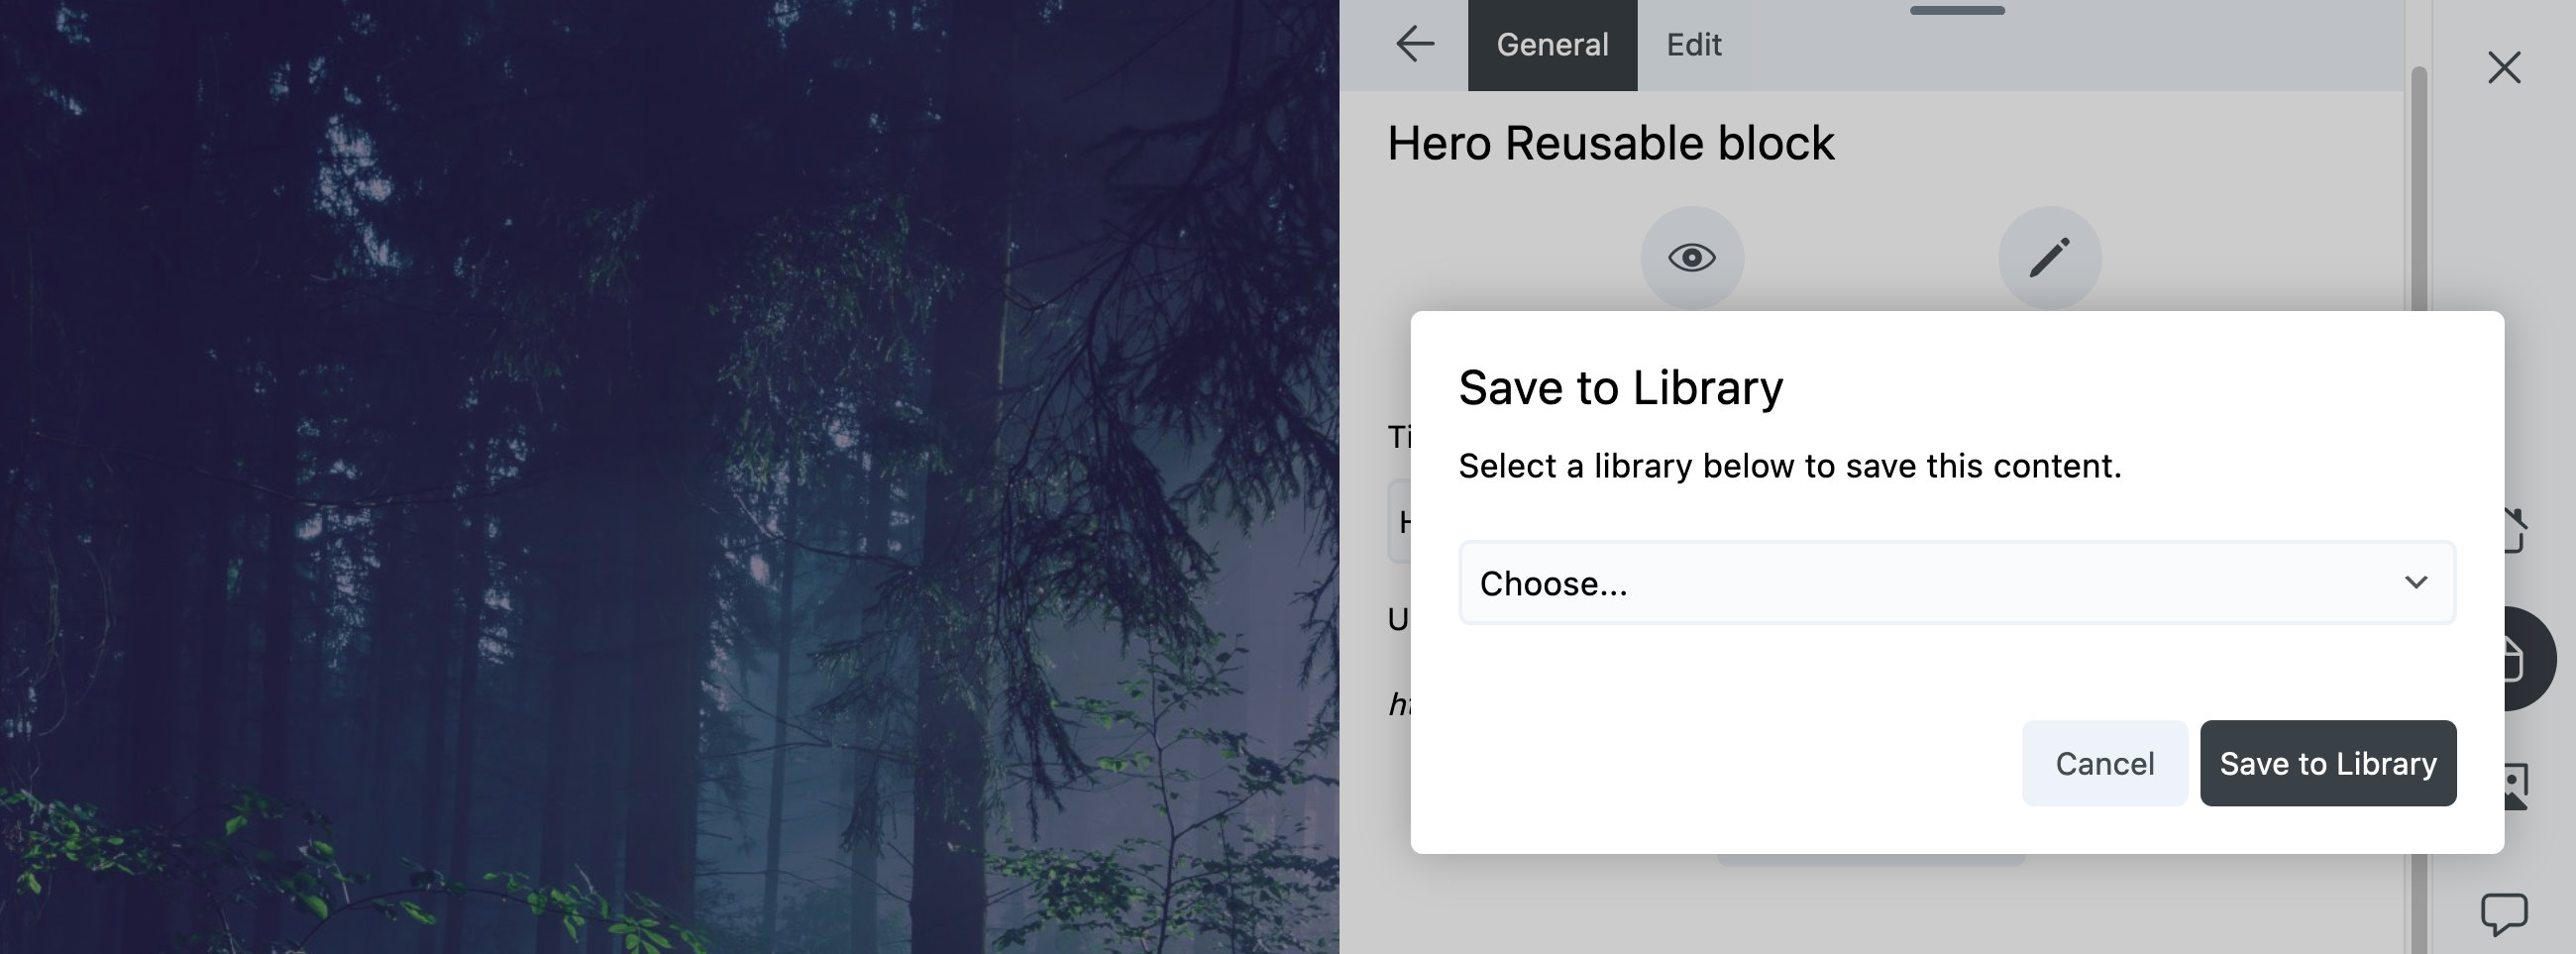 General
Edit
Hero Reusable block
Save to Library
Select a library below to save this content.
Choose...
Cancel
Save to Library